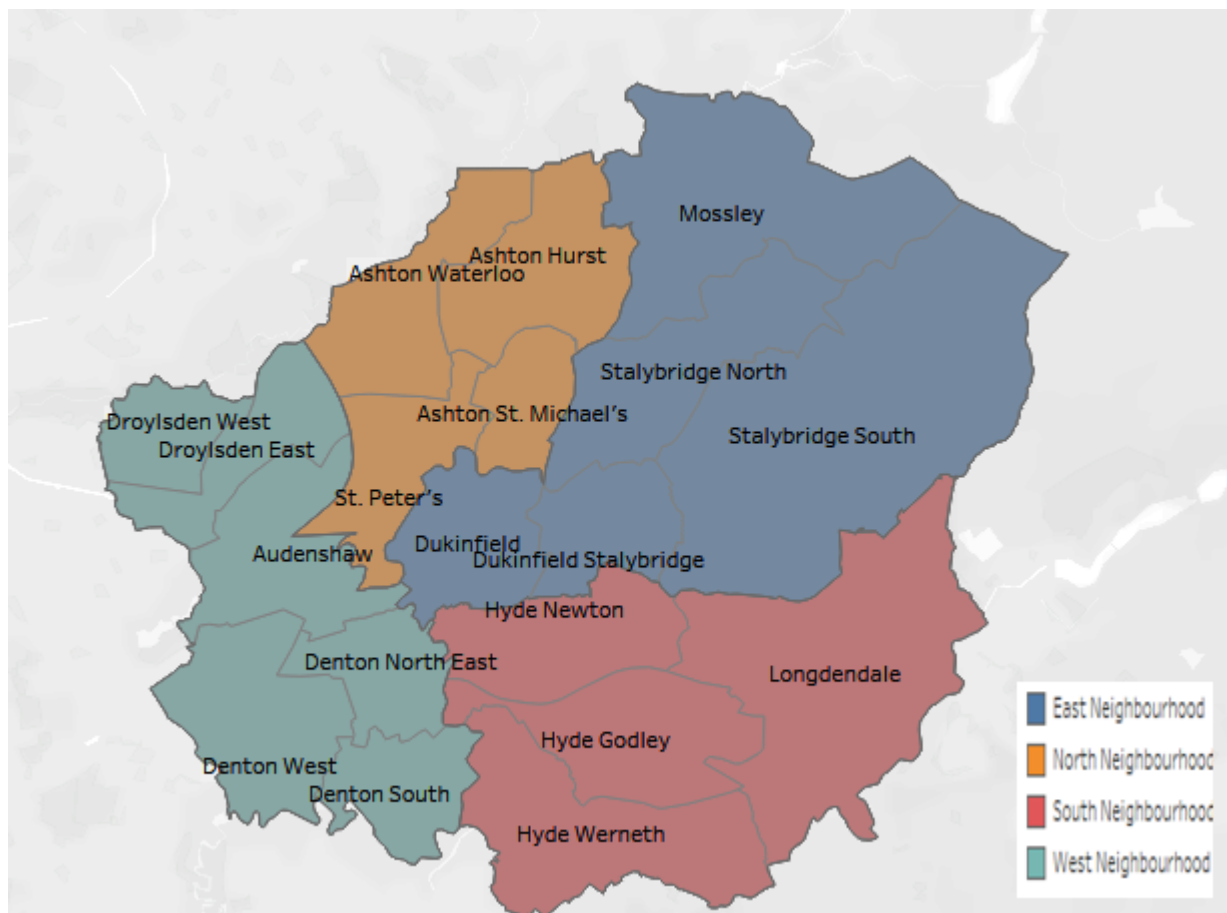 Mossley
Ashton Hurst
Ashton Waterloo
Stalybridge North
Ashton St. Michael's
Droylsden West
Stalybridge South
Droylsden East
St. Peter's
Dukinfield
Audenshaw
Dukinfield Stalybridge
Hyde Newton
Denton North East
Longdendale
Hyde Godley
Denton West
Denton South
Hyde Werneth
East Neighbourhood
North Neighbourhood
South Neighbourhood
West Neighbourhood